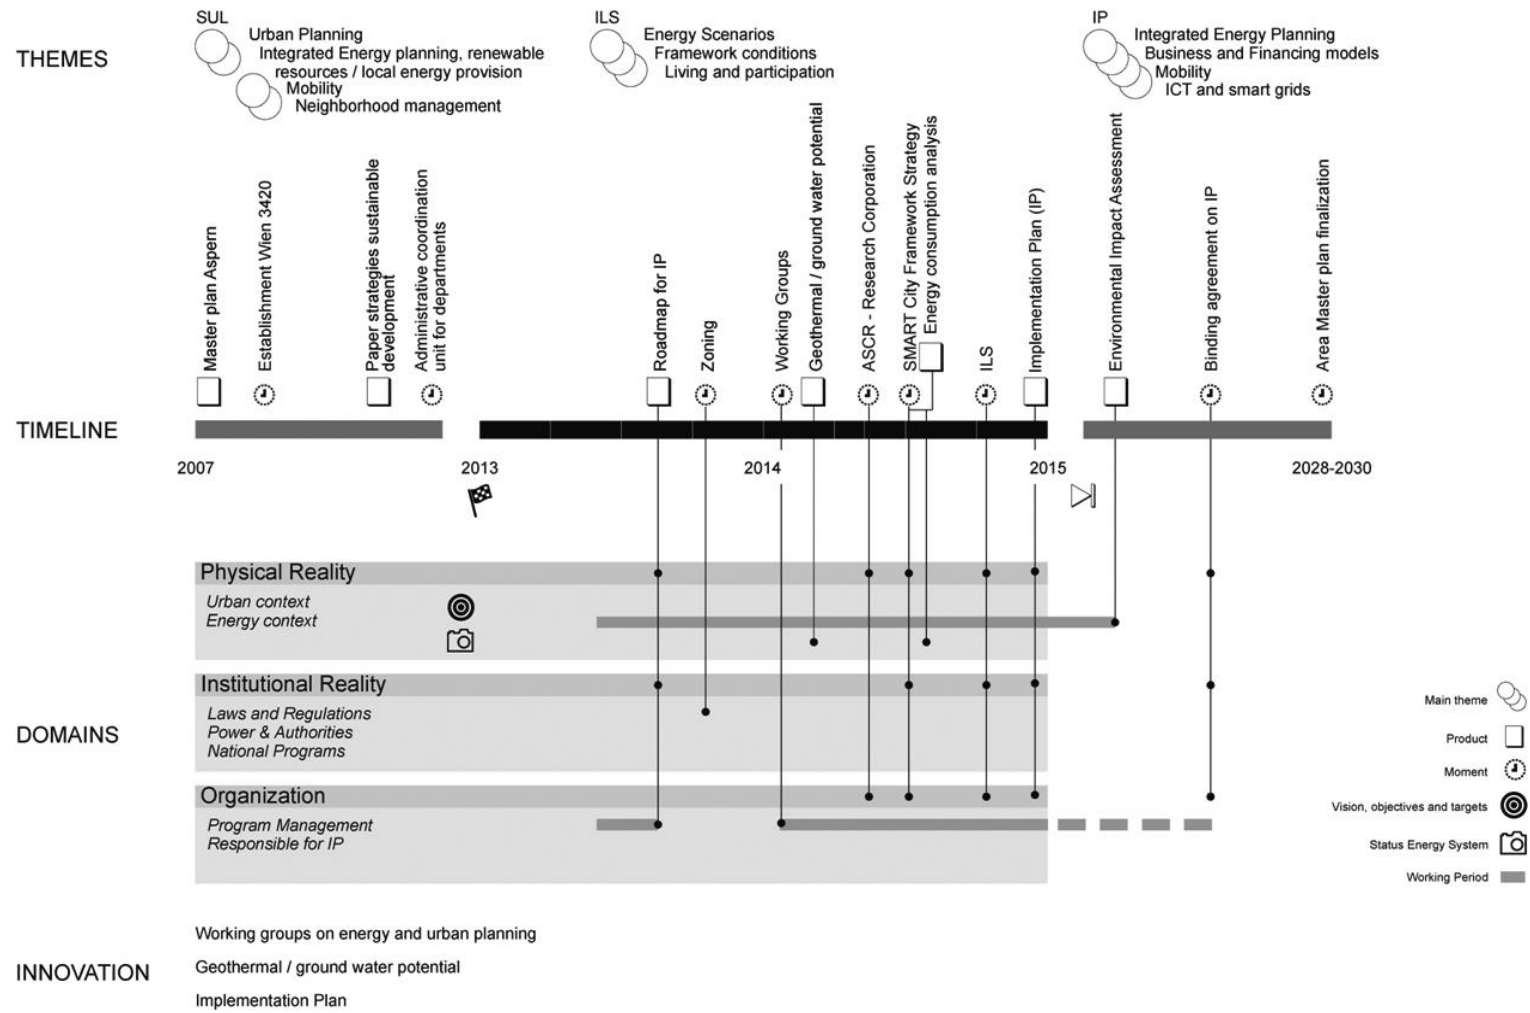 THEMES
SUL
Urban Planning
Integrated Energy planning, renewable
resources / local energy provision
Mobility
Neighborhood management
ILS
Energy Scenarios
Framework conditions
Living and participation
IP
Integrated Energy Planning
Business and Financing models
Mobility
ICT and smart grids
Master plan Aspern
Establishment Wien 3420
Paper strategies sustainable
development
Administrative coordination
unit for departments
Roadmap for IP
Zoning
Working Groups
Geothermal / ground water potential
ASCR - Research Corporation
SMART City Framework Strategy
Energy consumption analysis
ILS
Implementation Plan (IP)
Environmental Impact Assessment
Binding agreement on IP
Area Master plan finalization
TIMELINE
2007
2013
2014
2015
2028-2030
DOMAINS
Physical Reality
Urban context
Energy context
Institutional Reality
Laws and Regulations
Power & Authorities
National Programs
Organization
Program Management
Responsible for IP
Main theme
Product
Moment
Vision, objectives and targets
Status Energy System
Working Period
INNOVATION
Working groups on energy and urban planning
Geothermal / ground water potential
Implementation Plan